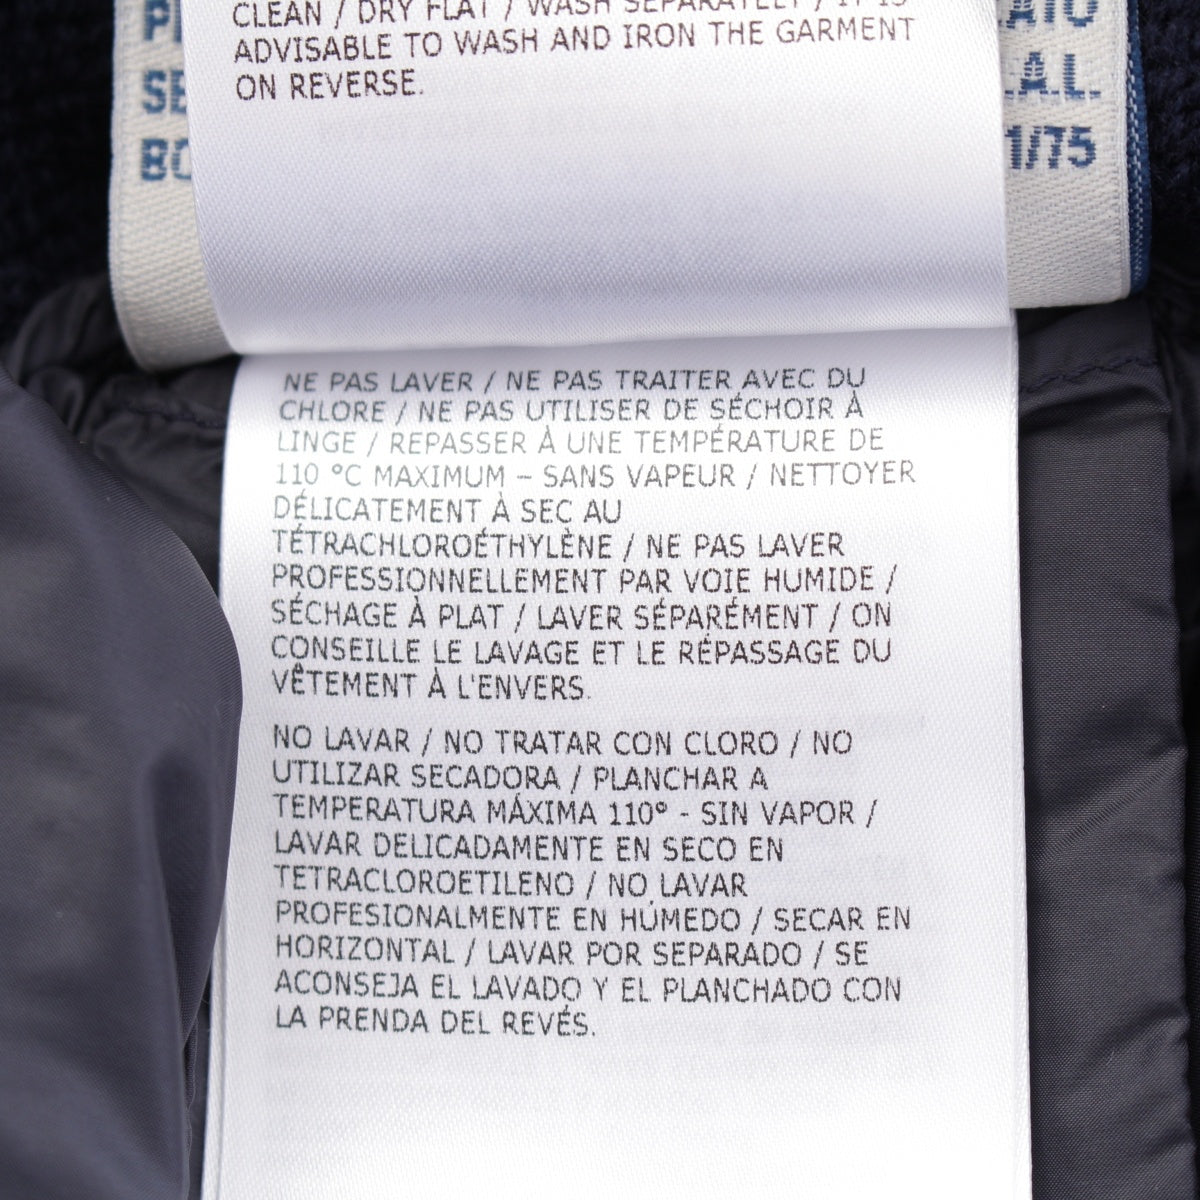 CLEAN / DRY FLAT / WASH SEPARATELY / IT IS
ADVISABLE TO WASH AND IRON THE GARMENT
ON REVERSE.
SE
.A.L.
1/75
NE PAS LAVER / NE PAS TRAITER AVEC DU
CHLORE / NE PAS UTILISER DE SÉCHOIR À
LINGE / REPASSER À UNE TEMPÉRATURE DE
110 °C MAXIMUM – SANS VAPEUR / NETTOYER
DÉLICATEMENT À SEC AU
TÉTRACHLOROÉTHYLÈNE / NE PAS LAVER
PROFESSIONNELLEMENT PAR VOIE HUMIDE /
SÉCHAGE À PLAT / LAVER SÉPARÉMENT / ON
CONSEILLE LE LAVAGE ET LE RÉPASSAGE DU
VÊTEMENT À L'ENVERS.
NO LAVAR / NO TRATAR CON CLORO / NO
UTILIZAR SECADORA / PLANCHAR A
TEMPERATURA MÁXIMA 110° - SIN VAPOR /
LAVAR DELICADAMENTE EN SECO EN
TETRACLOROETILENO / NO LAVAR
PROFESIONALMENTE EN HÚMEDO / SECAR EN
HORIZONTAL / LAVAR POR SEPARADO / SE
ACONSEJA EL LAVADO Y EL PLANCHADO CON
LA PRENDA DEL REVÉS.